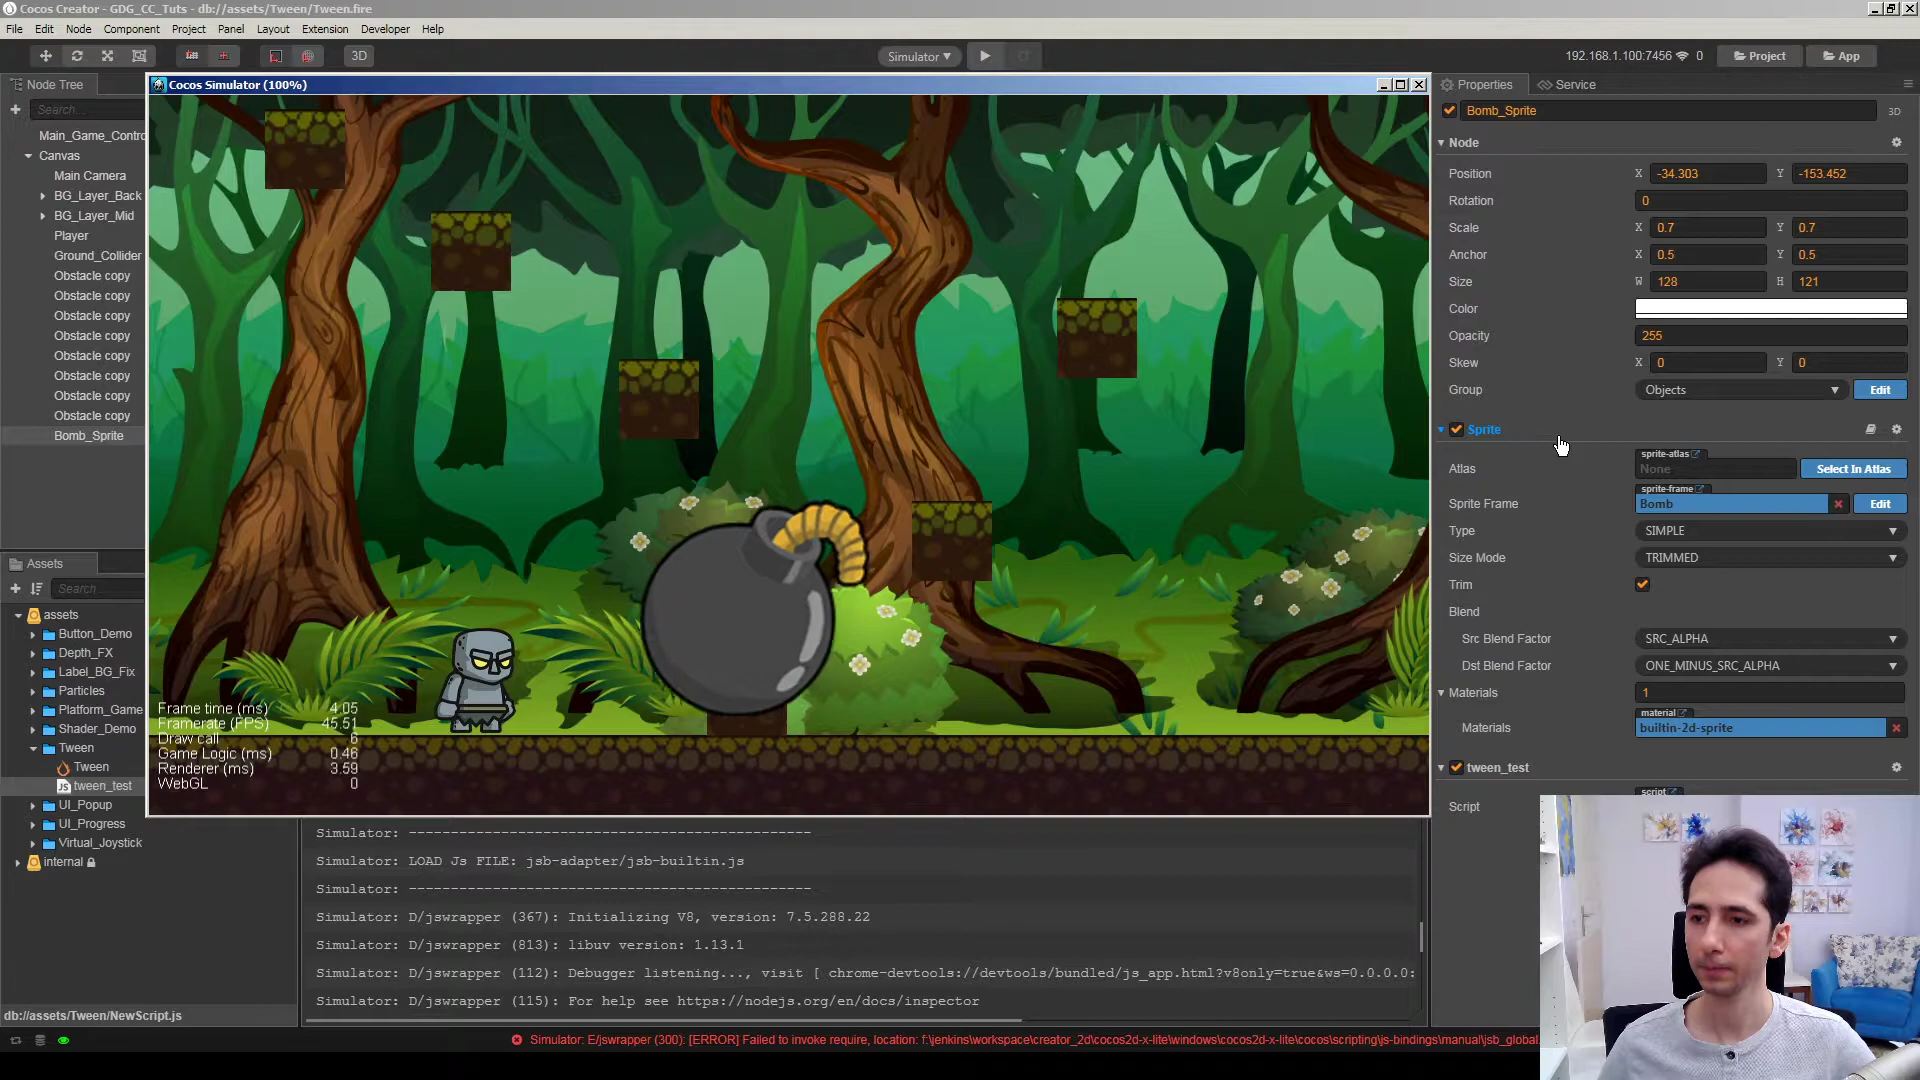 Cocos Creator - GDG_CC_Tuts - db://assets/Tween/Tween.fire
File Edit Node Component Project Panel Layout Extension Developer Help
3D Simulator 192.168.1.100:7456 0 Project App
Node Tree
Search...
Main_Game_Contro
Canvas
Main Camera
BG_Layer_Back
BG_Layer_Mid
Player
Ground_Collider
Obstacle copy
Obstacle copy
Obstacle copy
Obstacle copy
Obstacle copy
Obstacle copy
Obstacle copy
Obstacle copy
Bomb_Sprite
Assets
Search...
assets
Button_Demo
Depth_FX
Label_BG_Fix
Particles
Platform_Game
Shader_Demo
Tween
Tween
JS tween_test
UI_Popup
UI_Progress
Virtual_Joystick
internal
db://assets/Tween/NewScript.js
Cocos Simulator (100%)
Frame time (ms) 4.05
Framerate (FPS) 45.51
Draw call 6
Game Logic (ms) 0.46
Renderer (ms) 3.59
WebGL 0
Simulator: ----------------------------------------------
Simulator: LOAD Js FILE: jsb-adapter/jsb-builtin.js
Simulator: ----------------------------------------------
Simulator: D/jswrapper (367): Initializing V8, version: 7.5.288.22
Simulator: D/jswrapper (813): libuv version: 1.13.1
Simulator: D/jswrapper (112): Debugger listening..., visit [ chrome-devtools://devtools/bundled/js_app.html?v8only=true&ws=0.0.0.0:
Simulator: D/jswrapper (115): For help see https://nodejs.org/en/docs/inspector
Simulator: E/jswrapper (300): [ERROR] Failed to invoke require, location: f:\jenkins\workspace\creator_2d\cocos2d-x-lite\windows\cocos2d-x-lite\cocos\scripting\js-bindings\manual\jsb_global.
Properties Service
Bomb_Sprite 3D
Node
Position X -34.303 Y -153.452
Rotation 0
Scale X 0.7 Y 0.7
Anchor X 0.5 Y 0.5
Size W 128 H 121
Color
Opacity 255
Skew X 0 Y 0
Group Objects Edit
Sprite
sprite-atlas
Atlas None Select In Atlas
sprite-frame
Sprite Frame Bomb Edit
Type SIMPLE
Size Mode TRIMMED
Trim
Blend
Src Blend Factor SRC_ALPHA
Dst Blend Factor ONE_MINUS_SRC_ALPHA
Materials 1
material
Materials builtin-2d-sprite
tween_test
script
Script